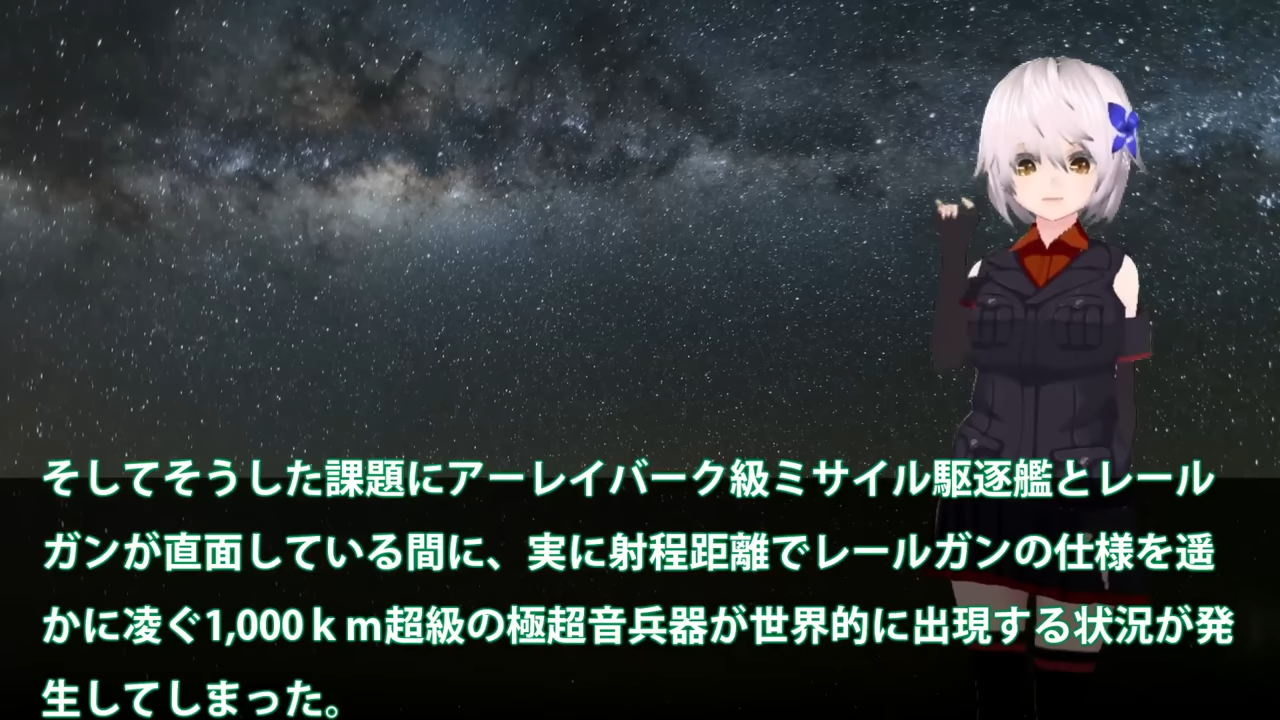 そしてそうした課題にアーレイバーク級ミサイル駆逐艦とレール
ガンが直面している間に、実に射程距離でレールガンの仕様を遥
かに凌ぐ1,000ｋｍ超級の極超音兵器が世界的に出現する状況が発
生してしまった。